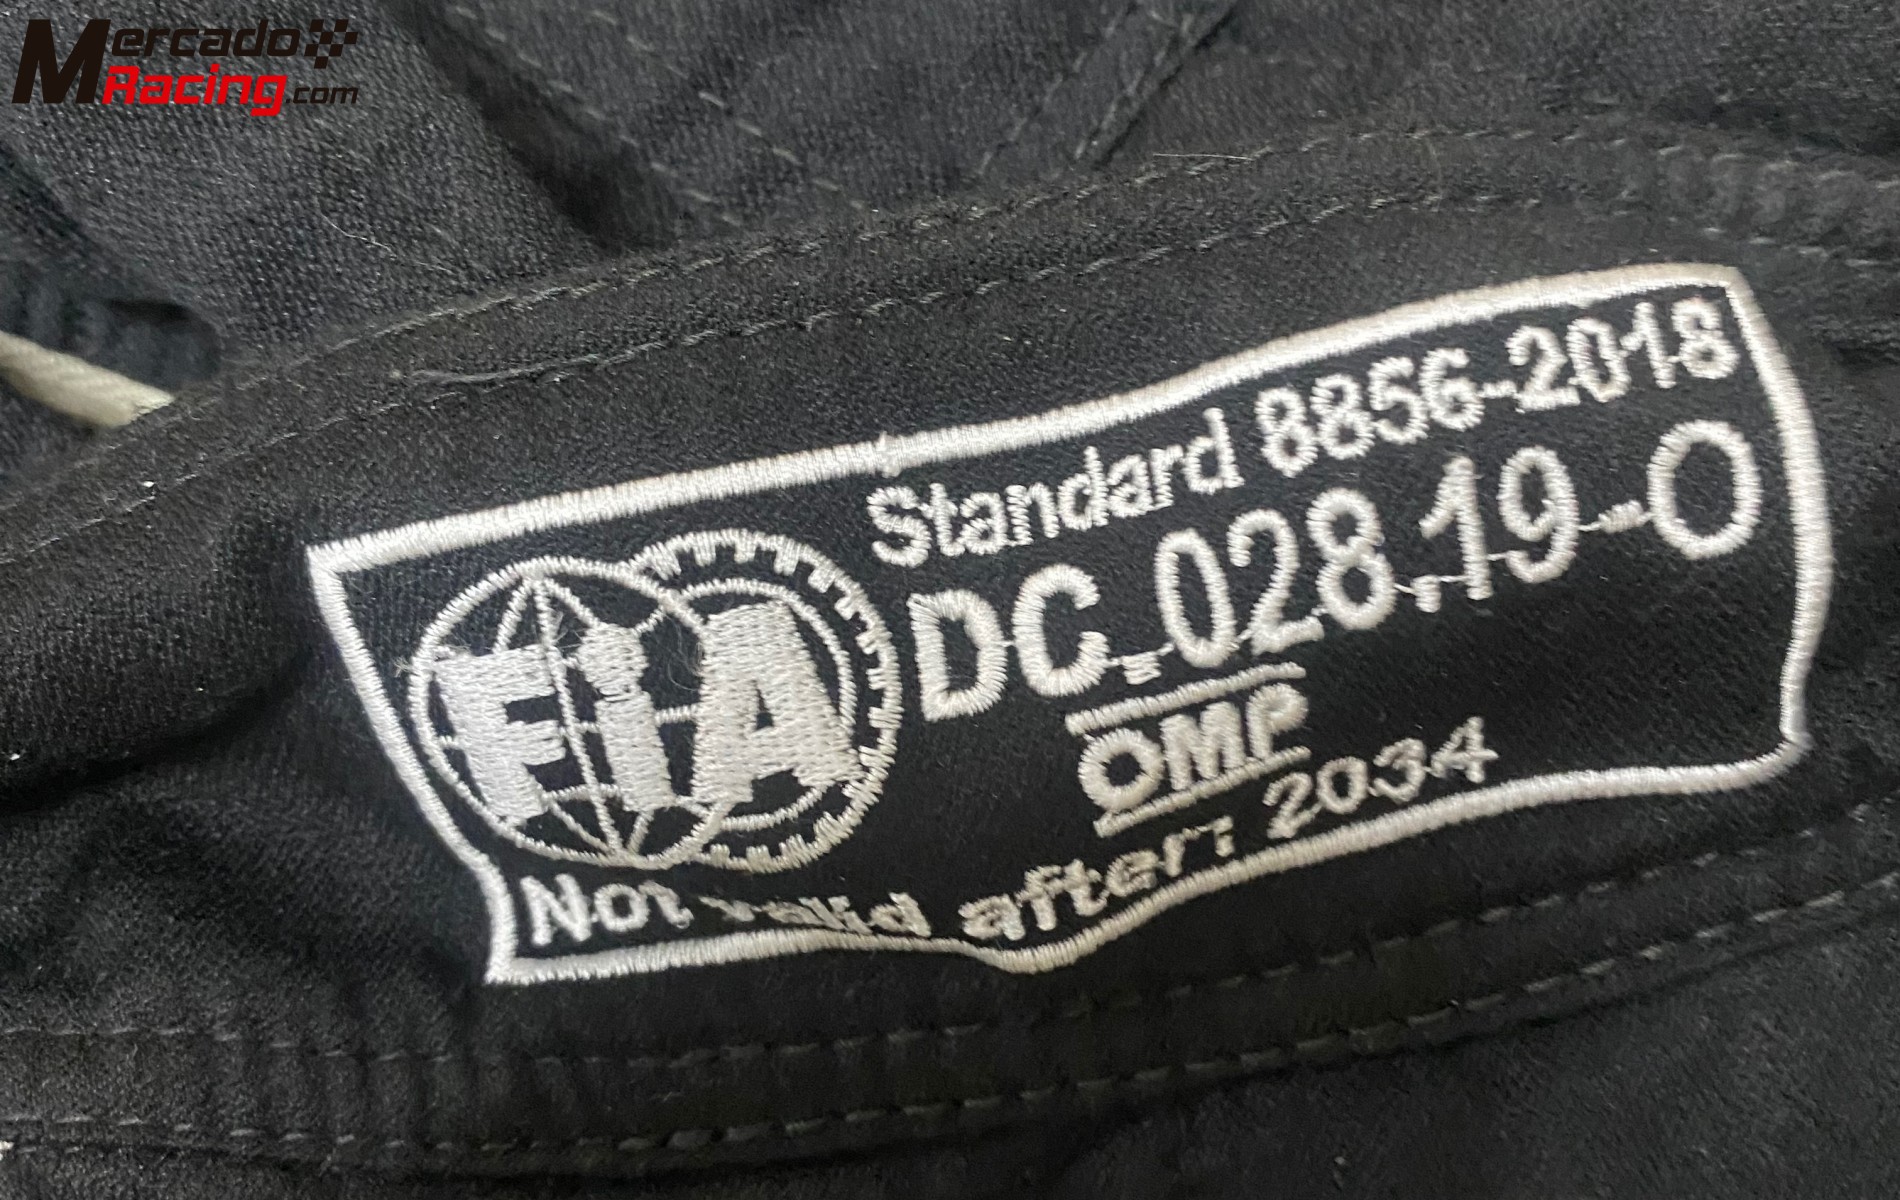 Mercado
Racing.com
Standard 8856-2018
DC.028.19-O
FIA
OMP
Not valid after: 2034